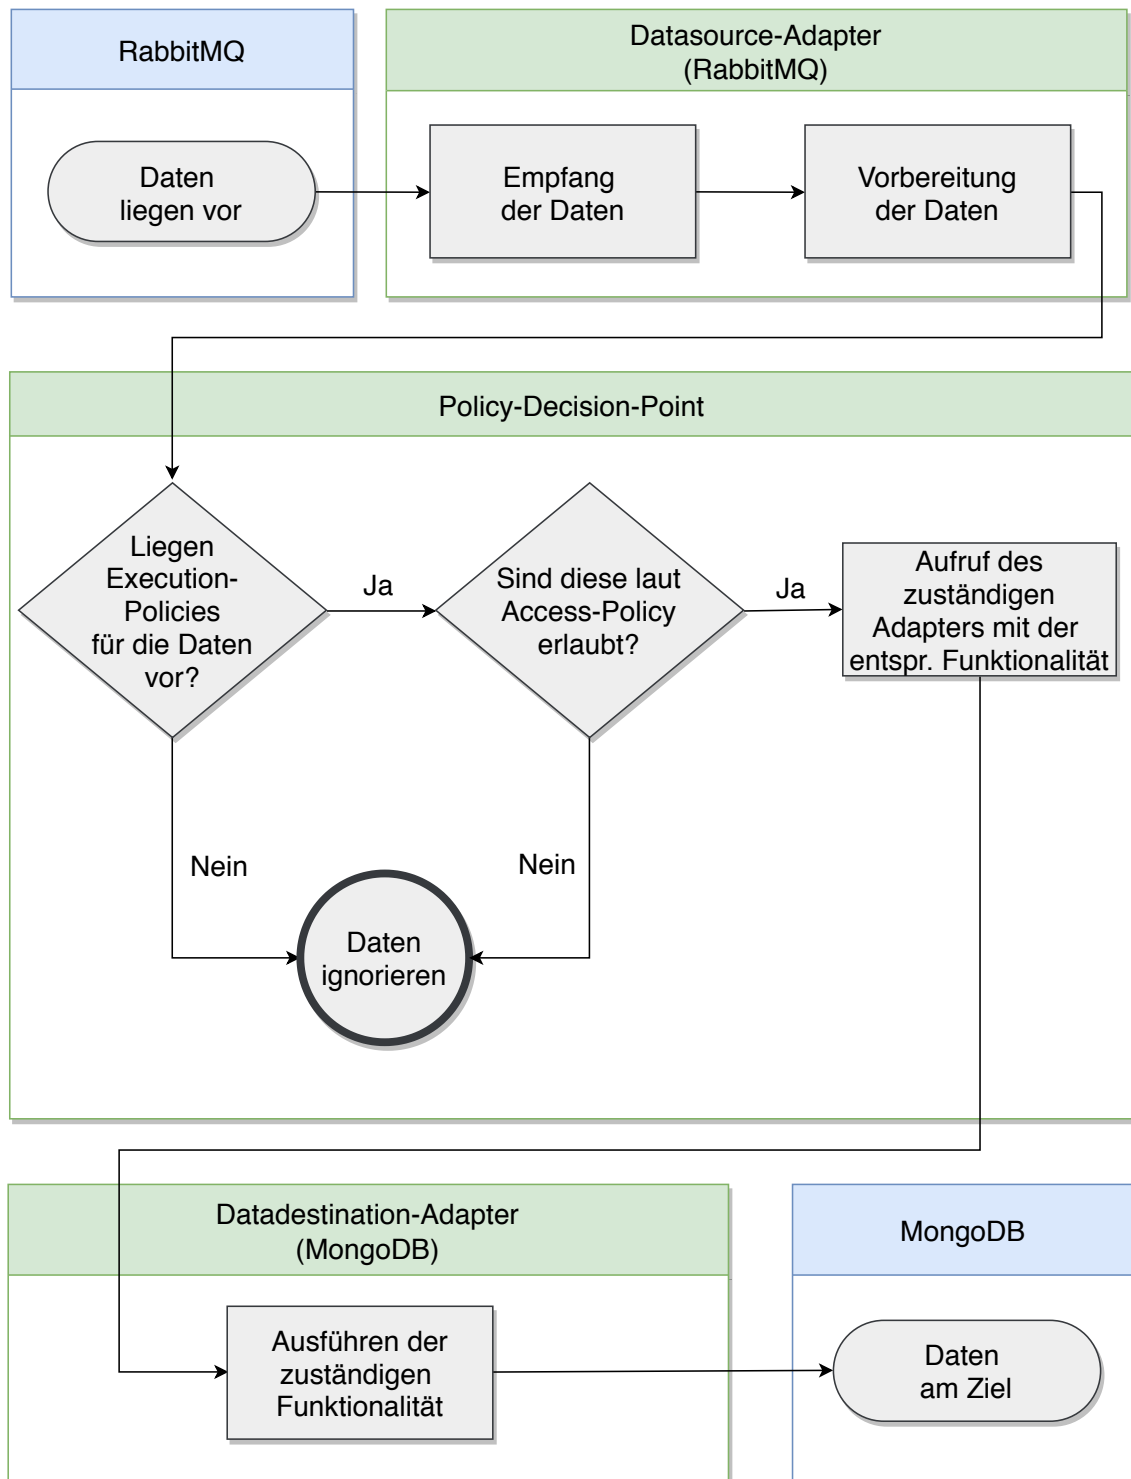 RabbitMQ
Datasource-Adapter
(RabbitMQ)
Daten
liegen vor
Empfang
der Daten
Vorbereitung
der Daten
Policy-Decision-Point
Liegen
Execution-
Policies
für die Daten
vor?
Ja
Sind diese laut
Access-Policy
erlaubt?
Ja
Aufruf des
zuständigen
Adapters mit der
entspr. Funktionalität
Nein
Nein
Daten
ignorieren
Datadestination-Adapter
(MongoDB)
MongoDB
Ausführen der
zuständigen
Funktionalität
Daten
am Ziel